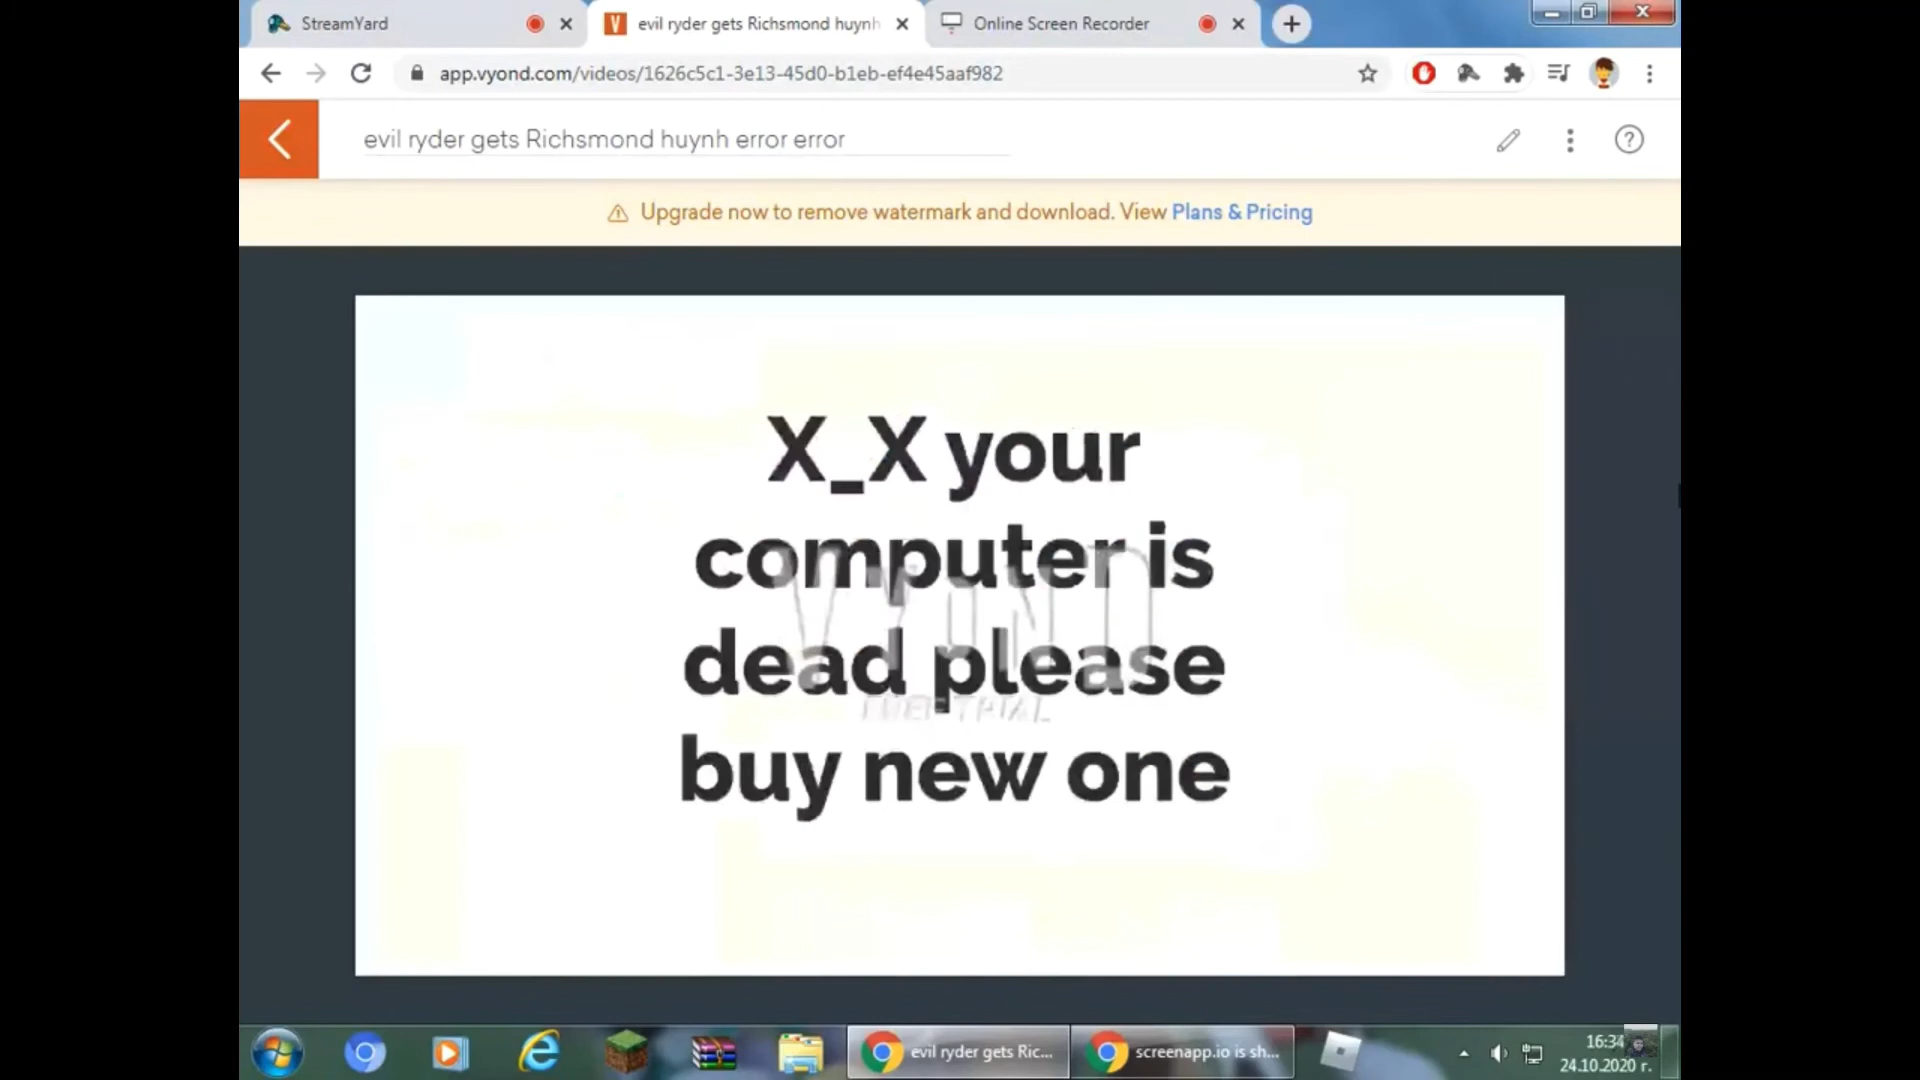 StreamYard
evil ryder gets Richsmond huynh
Online Screen Recorder
app.vyond.com/videos/1626c5c1-3e13-45d0-b1eb-ef4e45aaf982
evil ryder gets Richsmond huynh error error
Upgrade now to remove watermark and download. View Plans & Pricing
X_X your
computer is
dead please
buy new one
VYOND
FREE TRIAL
evil ryder gets Ric...
screenapp.io is sh...
16:34
24.10.2020 г.